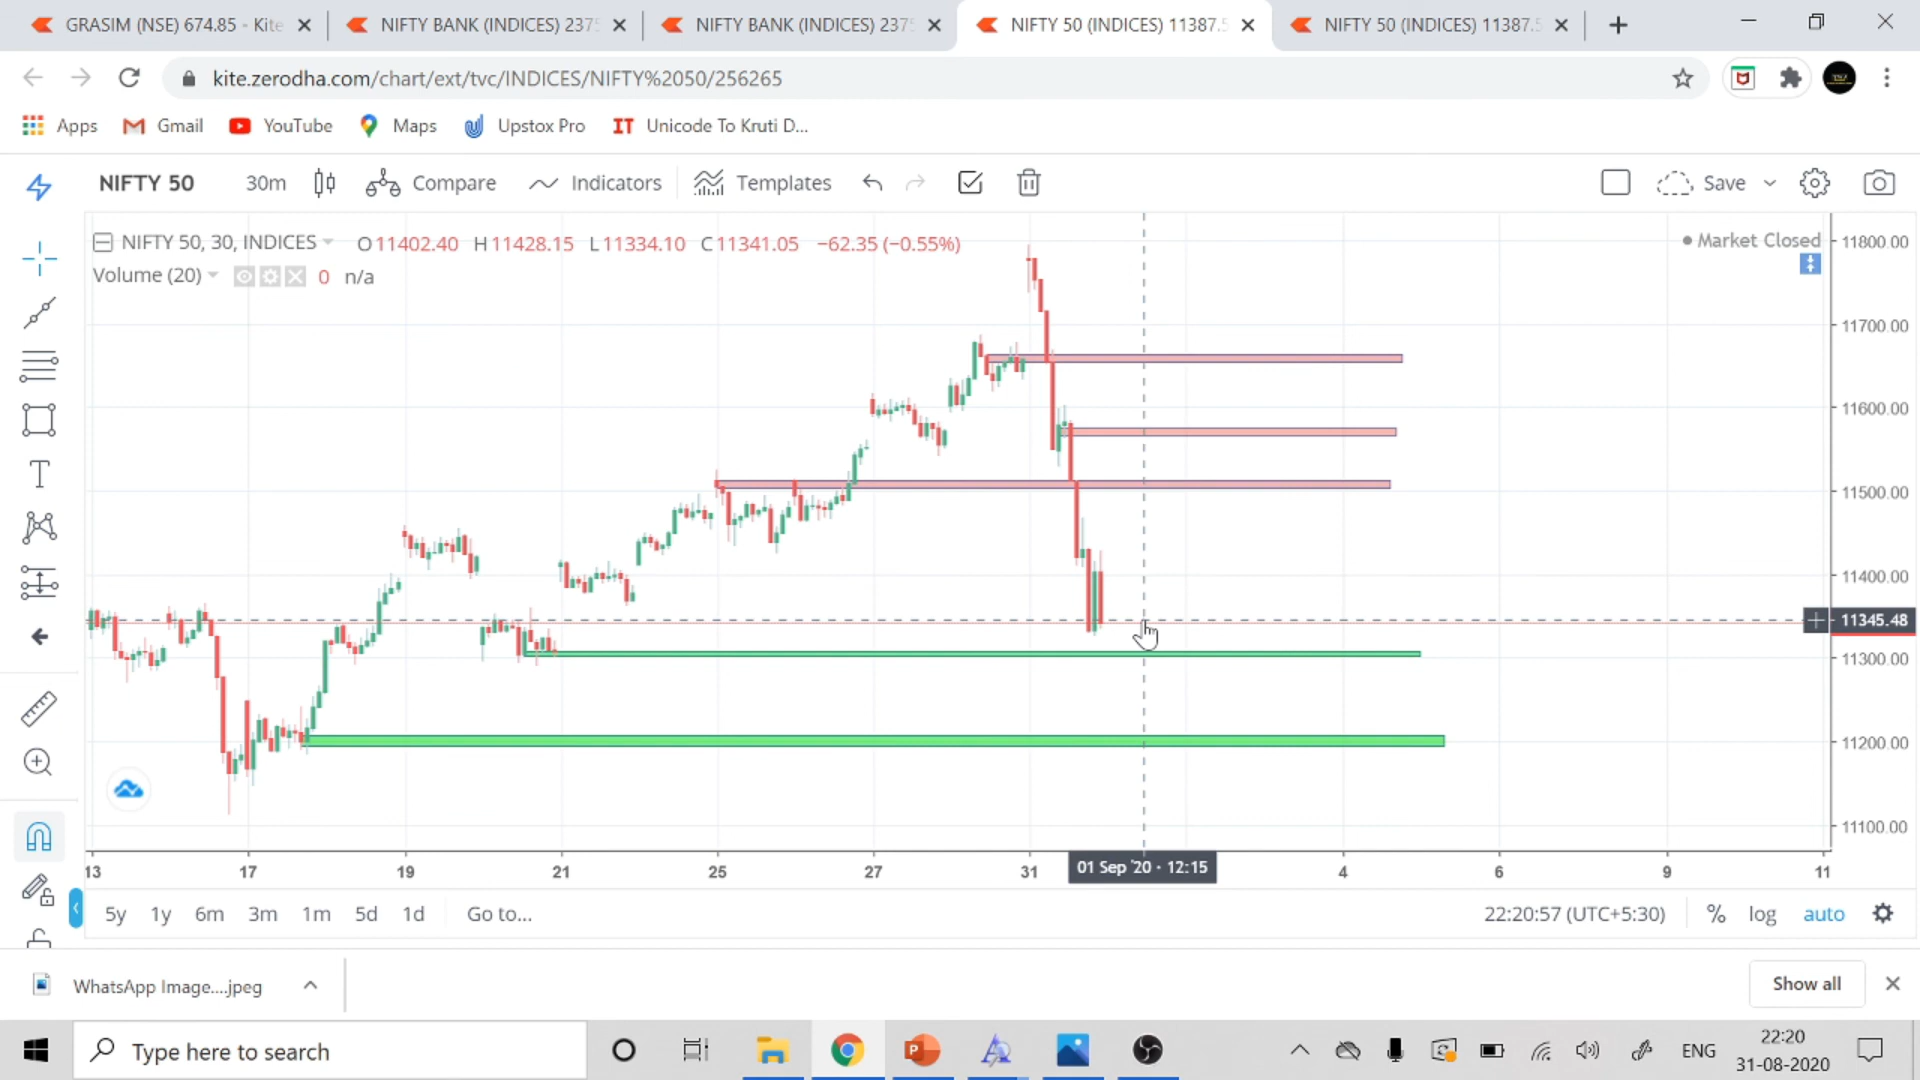 GRASIM (NSE) 674.85 - Kite
NIFTY BANK (INDICES) 2375
NIFTY BANK (INDICES) 2375
NIFTY 50 (INDICES) 11387.5
NIFTY 50 (INDICES) 11387.5
kite.zerodha.com/chart/ext/tvc/INDICES/NIFTY%2050/256265
Apps Gmail YouTube Maps Upstox Pro IT Unicode To Kruti D...
NIFTY 50 30m Compare Indicators Templates Save
NIFTY 50, 30, INDICES O11402.40 H11428.15 L11334.10 C11341.05 −62.35 (−0.55%)
Market Closed
Volume (20) 0 n/a
11800.00
11700.00
11600.00
11500.00
11400.00
11345.48
11300.00
11200.00
11100.00
13 17 19 21 25 27 31 01 Sep '20 · 12:15 4 6 9 11
5y 1y 6m 3m 1m 5d 1d Go to... 22:20:57 (UTC+5:30) % log auto
WhatsApp Image....jpeg Show all
Type here to search
ENG
22:20
31-08-2020